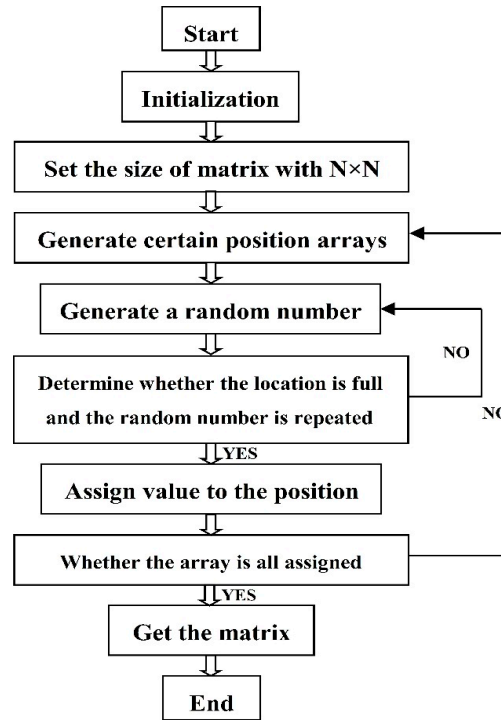 Start
Initialization
Set the size of matrix with N×N
Generate certain position arrays
Generate a random number
NO
Determine whether the location is full
and the random number is repeated
NO
YES
Assign value to the position
Whether the array is all assigned
YES
Get the matrix
End